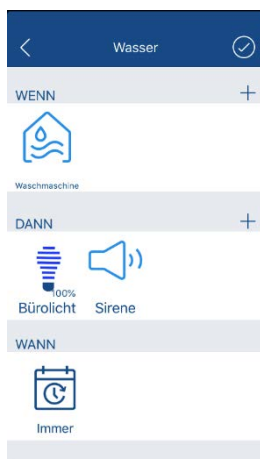 Wasser
WENN
Waschmaschine
DANN
100%
Bürolicht Sirene
WANN
Immer